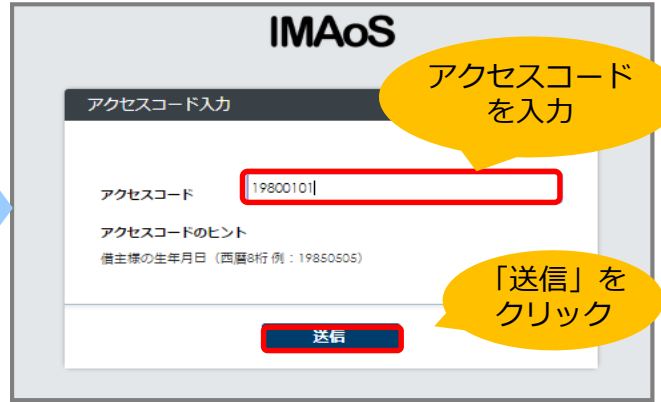 IMAoS
アクセスコード
を入力
アクセスコード入力
アクセスコード
19800101
アクセスコードのヒント
借主様の生年月日（西暦8桁 例：19850505）
「送信」を
クリック
送信